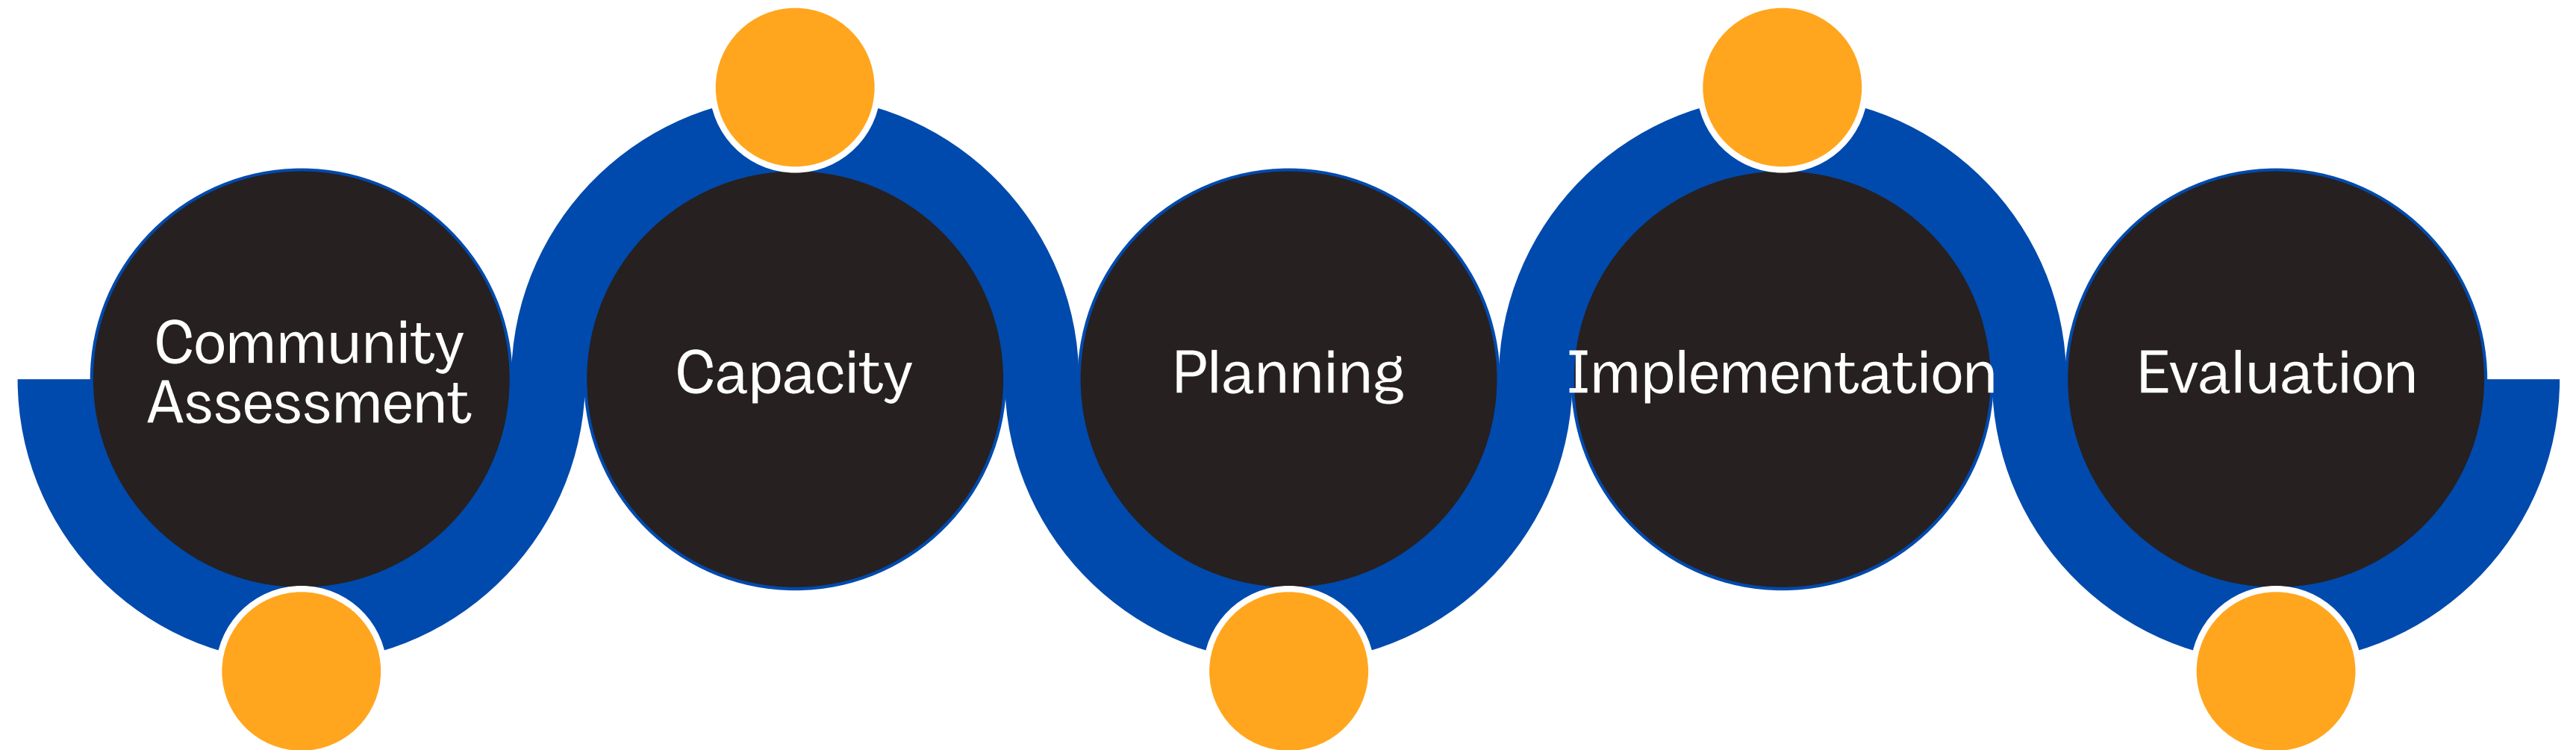 Community
Assessment
Capacity
Planning
Implementation
Evaluation